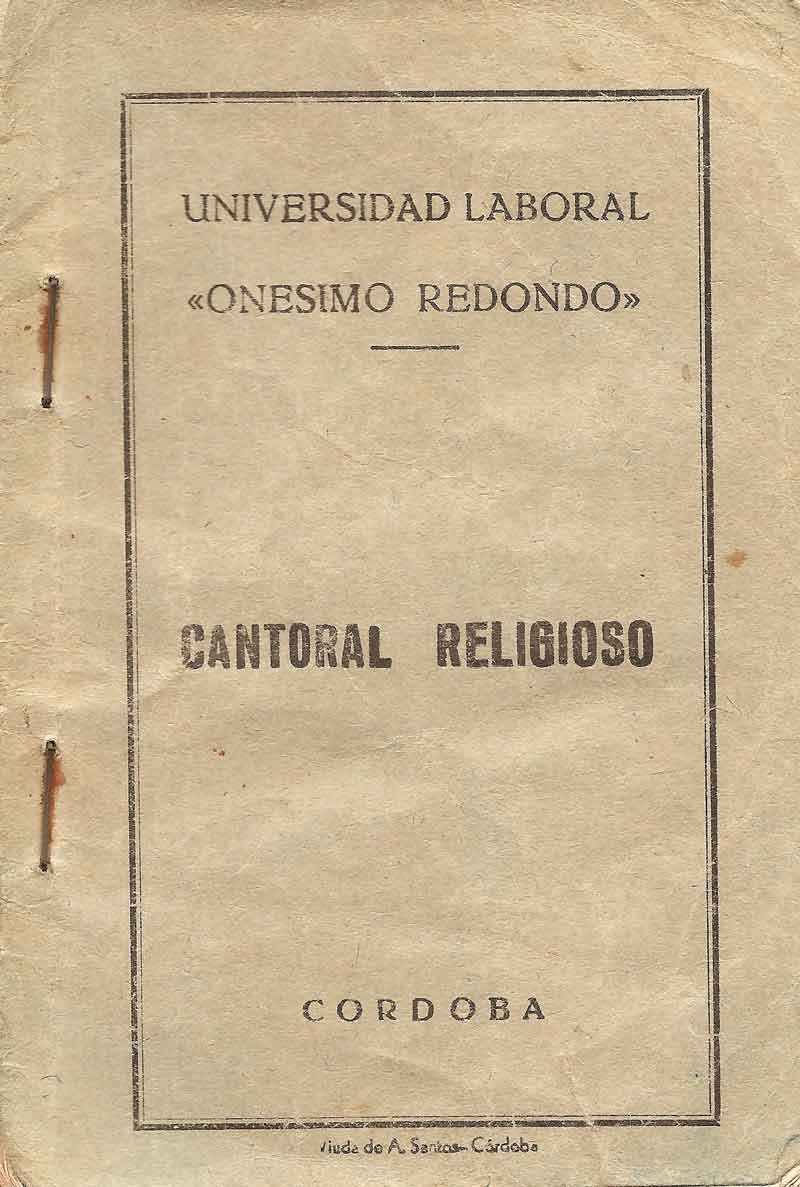 UNIVERSIDAD LABORAL
«ONESIMO REDONDO»
CANTORAL RELIGIOSO
CORDOBA
Viuda de A. Santos- Córdoba